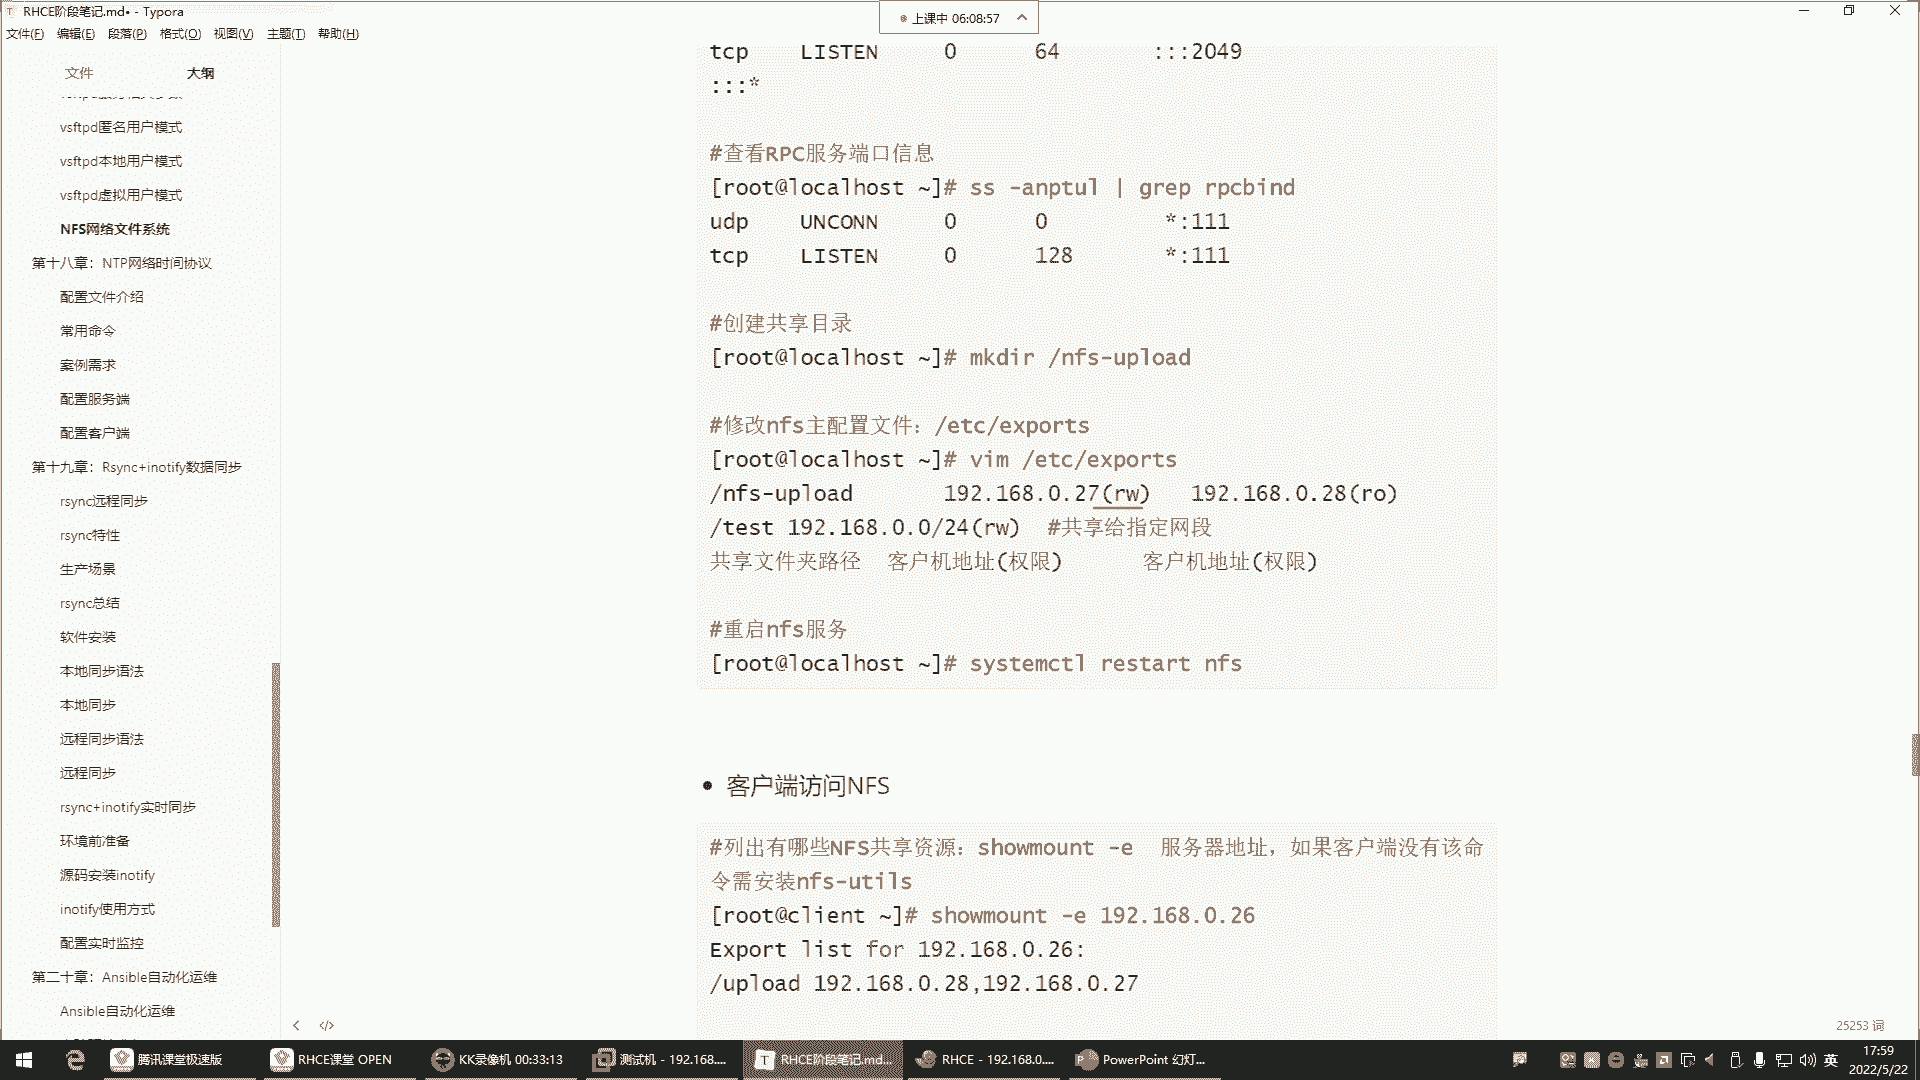 RHCE阶段笔记.md• - Typora
上课中 06:08:57
文件(F) 编辑(E) 段落(P) 格式(O) 视图(V) 主题(T) 帮助(H)
文件 大纲
vsftpd匿名用户模式
vsftpd本地用户模式
vsftpd虚拟用户模式
NFS网络文件系统
第十八章：NTP网络时间协议
配置文件介绍
常用命令
案例需求
配置服务端
配置客户端
第十九章：Rsync+inotify数据同步
rsync远程同步
rsync特性
生产场景
rsync总结
软件安装
本地同步语法
本地同步
远程同步语法
远程同步
rsync+inotify实时同步
环境前准备
源码安装inotify
inotify使用方式
配置实时监控
第二十章：Ansible自动化运维
Ansible自动化运维
tcp LISTEN 0 64 :::2049
:::*
#查看RPC服务端口信息
[root@localhost ~]# ss -anptul | grep rpcbind
udp UNCONN 0 0 *:111
tcp LISTEN 0 128 *:111
#创建共享目录
[root@localhost ~]# mkdir /nfs-upload
#修改nfs主配置文件：/etc/exports
[root@localhost ~]# vim /etc/exports
/nfs-upload 192.168.0.27(rw) 192.168.0.28(ro)
/test 192.168.0.0/24(rw) #共享给指定网段
共享文件夹路径 客户机地址(权限) 客户机地址(权限)
#重启nfs服务
[root@localhost ~]# systemctl restart nfs
• 客户端访问NFS
#列出有哪些NFS共享资源：showmount -e 服务器地址，如果客户端没有该命
令需安装nfs-utils
[root@client ~]# showmount -e 192.168.0.26
Export list for 192.168.0.26:
/upload 192.168.0.28,192.168.0.27
25253 词
腾讯课堂极速版
RHCE课堂 OPEN
KK录像机 00:33:13
测试机 - 192.168....
RHCE阶段笔记.md...
RHCE - 192.168.0....
PowerPoint 幻灯...
英
17:59
2022/5/22